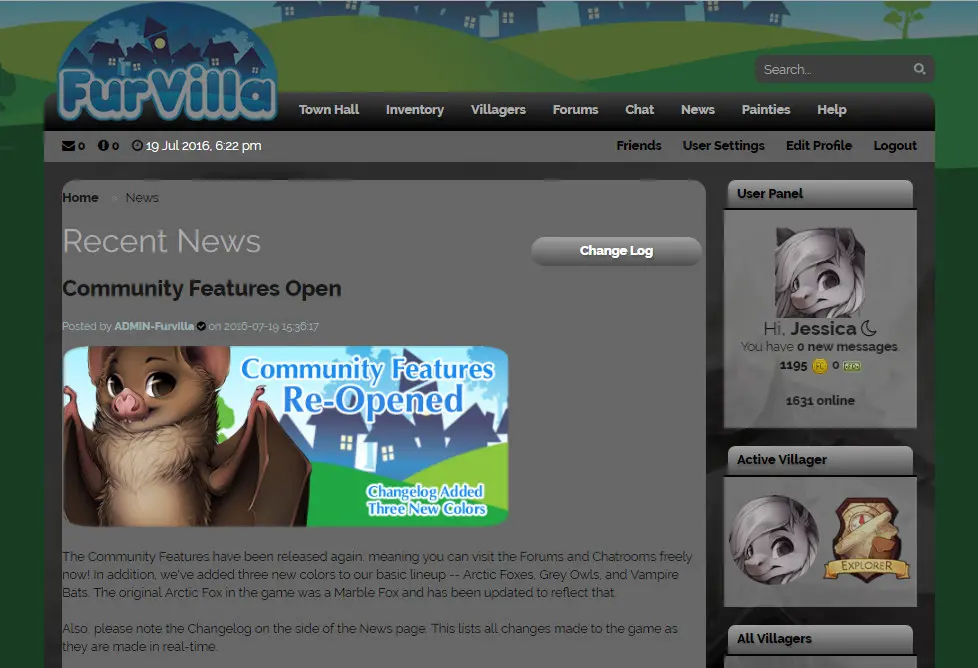 FurVilla
Search...
Town Hall Inventory Villagers Forums Chat News Painties Help
0 0 19 Jul 2016, 6:22 pm
Friends User Settings Edit Profile Logout
Home » News
Recent News
Change Log
Community Features Open
Posted by ADMIN-Furvilla on 2016-07-19 15:36:17
Community Features
Re-Opened
Changelog Added
Three New Colors
The Community Features have been released again, meaning you can visit the Forums and Chatrooms freely
now! In addition, we've added three new colors to our basic lineup -- Arctic Foxes, Grey Owls, and Vampire
Bats. The original Arctic Fox in the game was a Marble Fox and has been updated to reflect that.
Also, please note the Changelog on the side of the News page. This lists all changes made to the game as
they are made in real-time.
User Panel
Hi, Jessica
You have 0 new messages.
1195 0
1631 online
Active Villager
EXPLORER
All Villagers